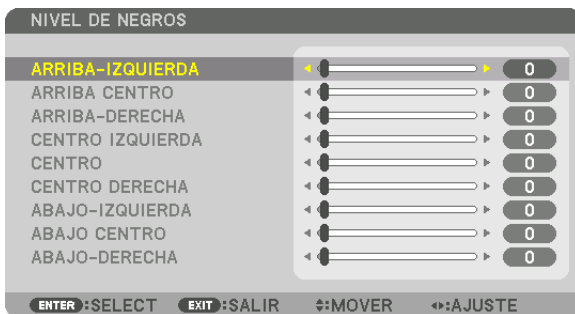 NIVEL DE NEGROS
ARRIBA-IZQUIERDA 0
ARRIBA CENTRO 0
ARRIBA-DERECHA 0
CENTRO IZQUIERDA 0
CENTRO 0
CENTRO DERECHA 0
ABAJO-IZQUIERDA 0
ABAJO CENTRO 0
ABAJO-DERECHA 0
ENTER :SELECT EXIT :SALIR :MOVER :AJUSTE